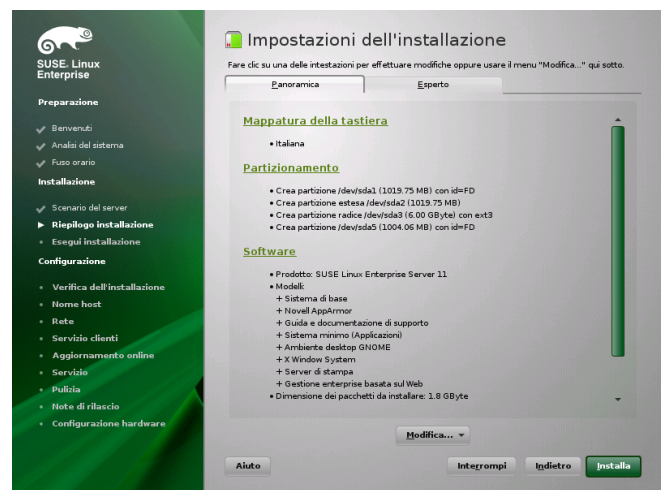 SUSE. Linux
Enterprise
Preparazione
Benvenuti
Analisi del sistema
Fuso orario
Installazione
Scenario del server
Riepilogo installazione
Esegui installazione
Configurazione
Verifica dell'installazione
Nome host
Rete
Servizio clienti
Aggiornamento online
Servizio
Pulizia
Note di rilascio
Configurazione hardware
Impostazioni dell'installazione
Fare clic su una delle intestazioni per effettuare modifiche oppure usare il menu "Modifica..." qui sotto.
Panoramica Esperto
Mappatura della tastiera
• Italiana
Partizionamento
• Crea partizione /dev/sda1 (1019.75 MB) con id=FD
• Crea partizione estesa /dev/sda2 (1019.75 MB)
• Crea partizione radice /dev/sda3 (6.00 GByte) con ext3
• Crea partizione /dev/sda5 (1004.06 MB) con id=FD
Software
• Prodotto: SUSE Linux Enterprise Server 11
• Modelli:
+ Sistema di base
+ Novell AppArmor
+ Guida e documentazione di supporto
+ Sistema minimo (Applicazioni)
+ Ambiente desktop GNOME
+ X Window System
+ Server di stampa
+ Gestione enterprise basata sul Web
• Dimensione dei pacchetti da installare: 1.8 GByte
Modifica...
Aiuto Interrompi Indietro Installa